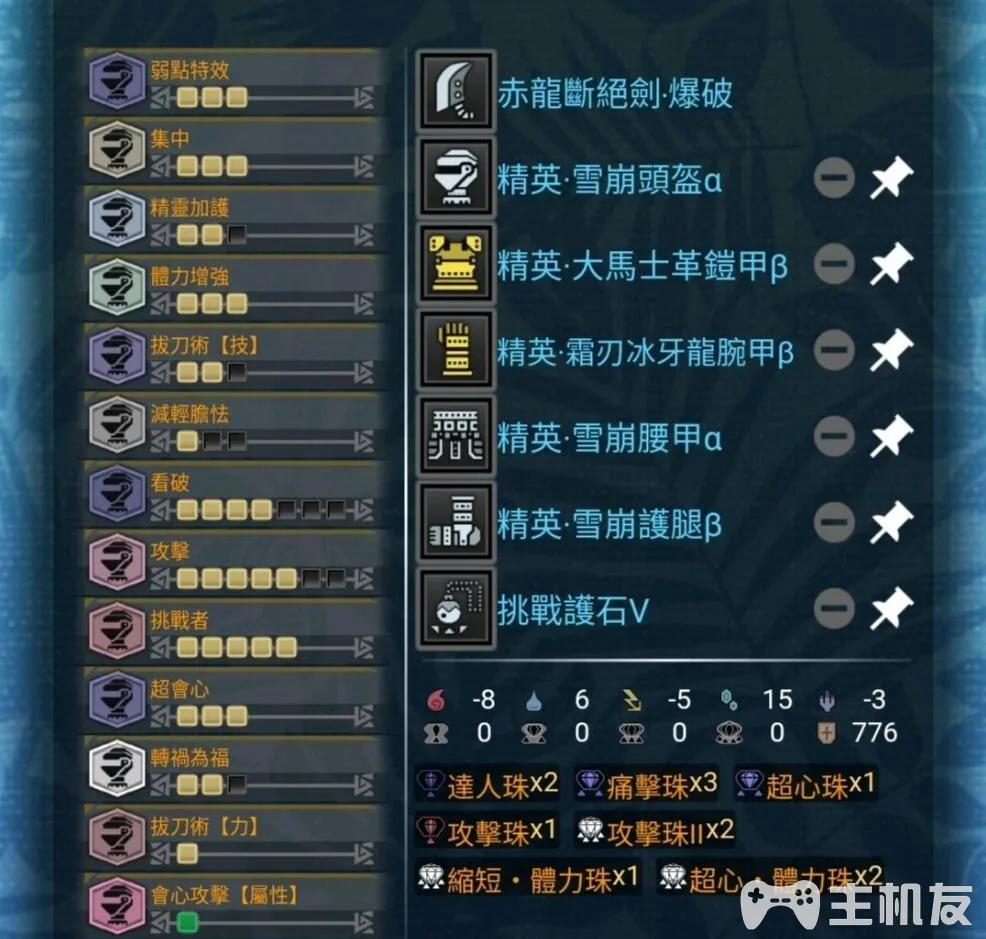 弱點特效
集中
精靈加護
體力增強
拔刀術【技】
減輕膽怯
看破
攻擊
挑戰者
超會心
轉禍為福
拔刀術【力】
會心攻擊【屬性】
赤龍斷絕劍·爆破
精英·雪崩頭盔α
精英·大馬士革鎧甲β
精英·霜刃冰牙龍腕甲β
精英·雪崩腰甲α
精英·雪崩護腿β
挑戰護石V
-8 6 -5 15 -3
0 0 0 0 776
達人珠x2 痛擊珠x3 超心珠x1
攻擊珠x1 攻擊珠IIx2
縮短·體力珠x1 超心·體力珠x2
主机友